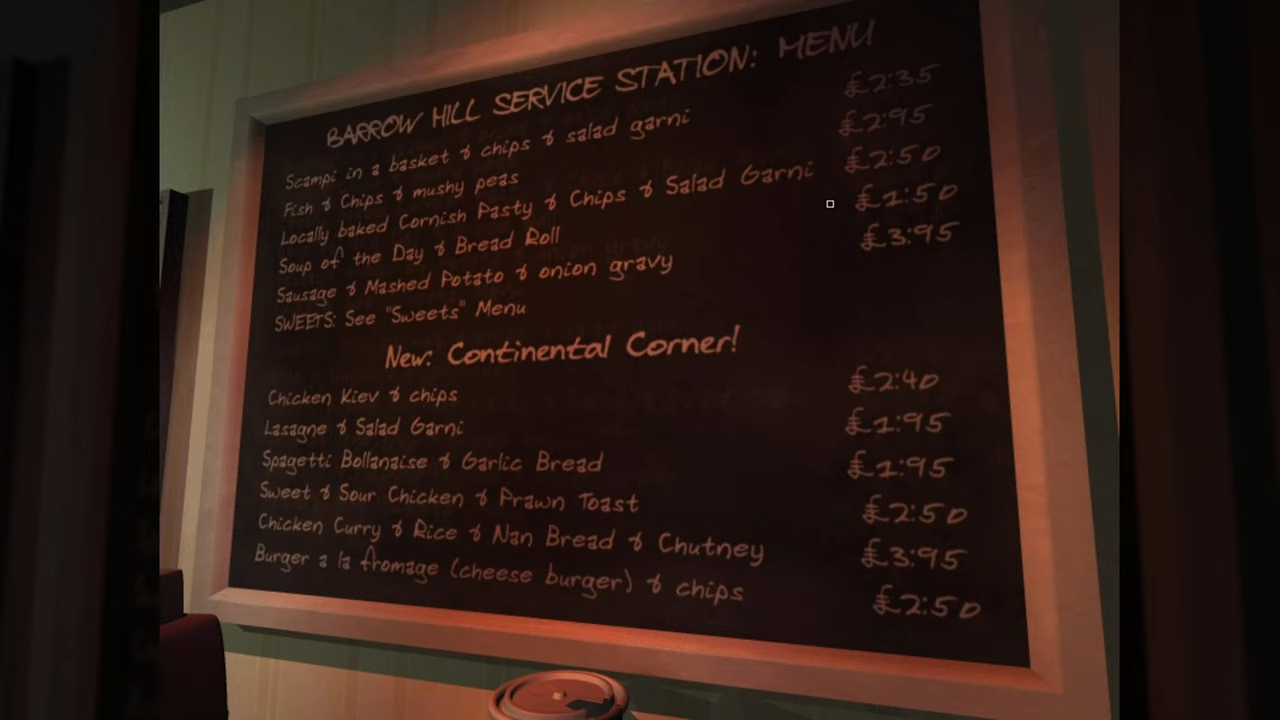 BARROW HILL SERVICE STATION: MENU
Scampi in a basket & chips & salad garni £2:35
Fish & Chips & mushy peas £2:95
Locally baked Cornish Pasty & Chips & Salad Garni £2:50
Soup of the Day & Bread Roll £1:50
Sausage & Mashed Potato & onion gravy £3:95
SWEETS: See "Sweets" Menu
New: Continental Corner!
Chicken Kiev & chips £2:40
Lasagne & Salad Garni £1:95
Spagetti Bollanaise & Garlic Bread £1:95
Sweet & Sour Chicken & Prawn Toast £2:50
Chicken Curry & Rice & Nan Bread & Chutney £3:95
Burger a la fromage (cheese burger) & chips £2:50